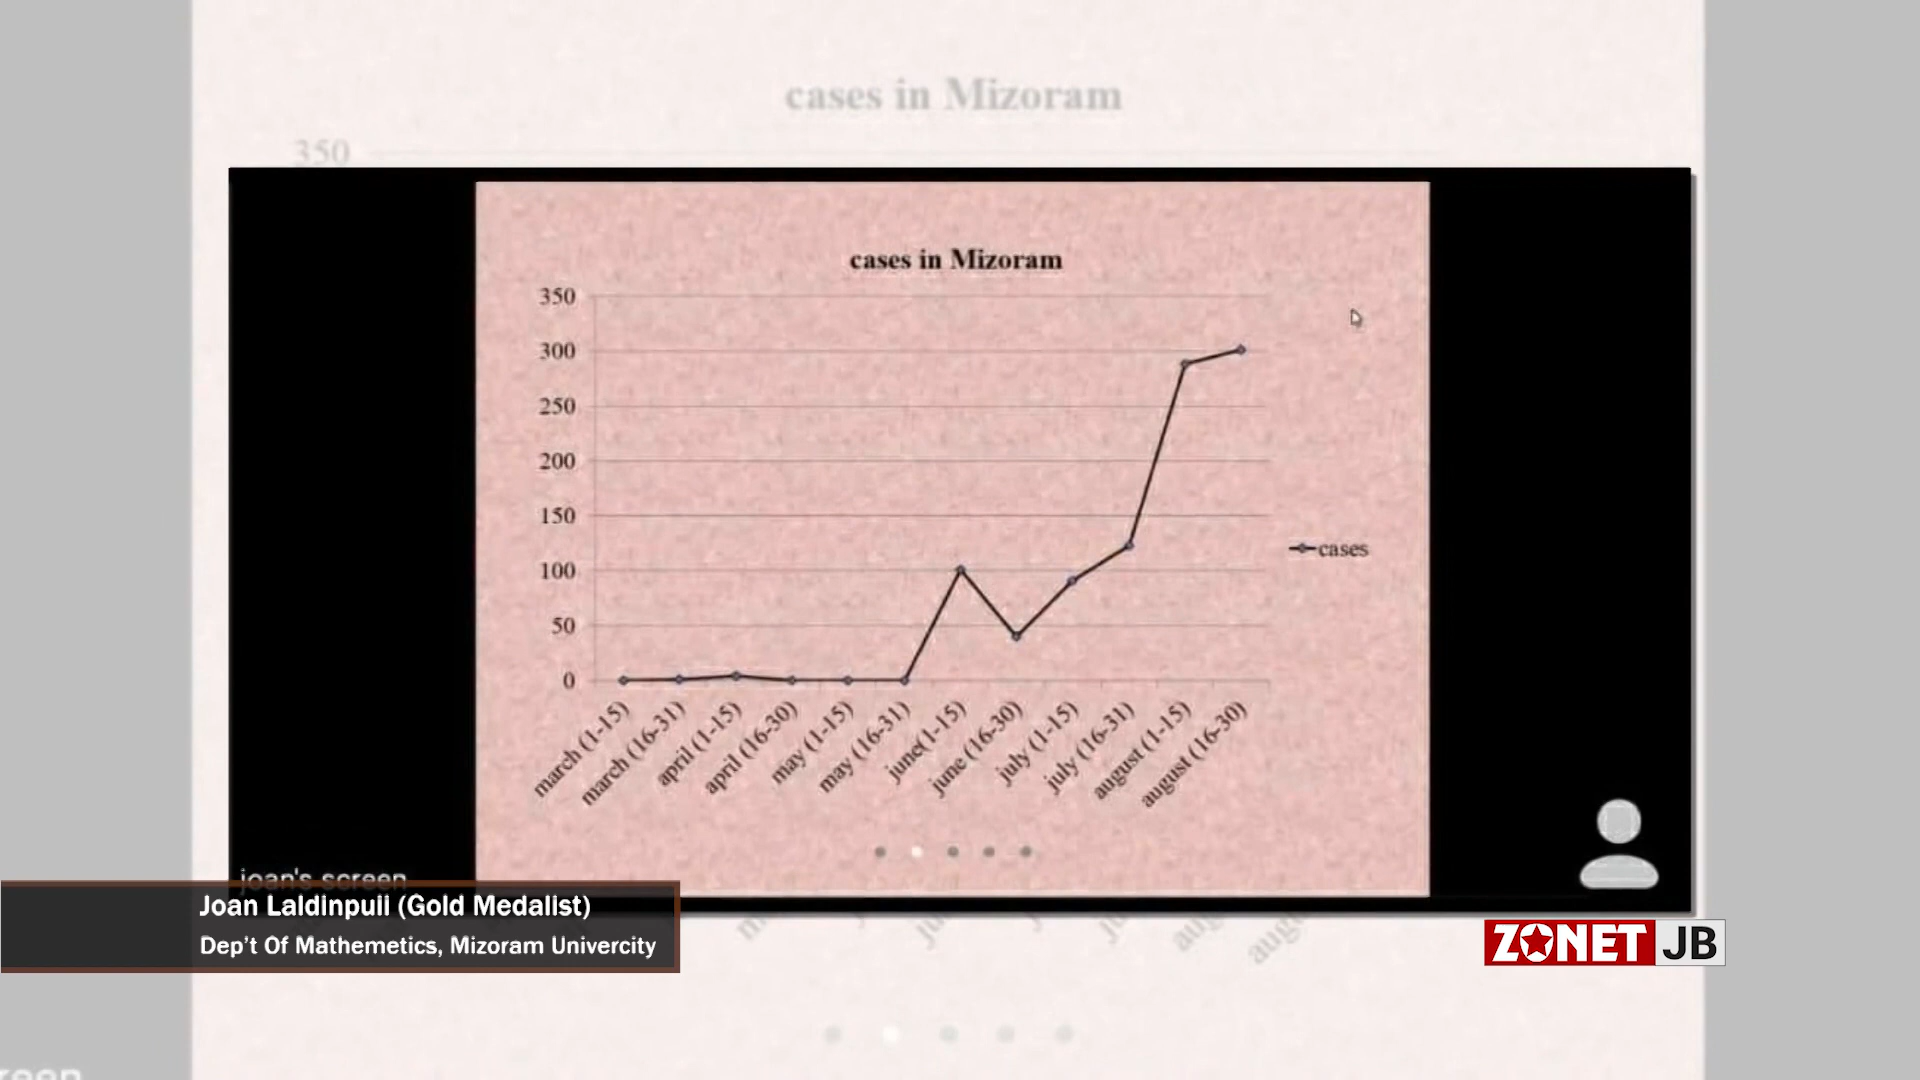 cases in Mizoram
350
cases in Mizoram
350
300
250
200
150
100
50
0
cases
march (1-15)
march (16-31)
april (1-15)
april (16-30)
may (1-15)
may (16-31)
june(1-15)
june (16-30)
july (1-15)
july (16-31)
august (1-15)
august (16-30)
joan's screen
Joan Laldinpuii (Gold Medalist)
Dep't Of Mathemetics, Mizoram Univercity
ZONET JB